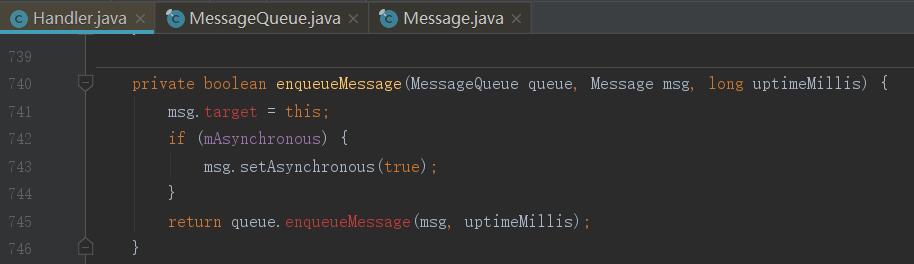 Handler.java × MessageQueue.java × Message.java ×
739
740 private boolean enqueueMessage(MessageQueue queue, Message msg, long uptimeMillis) {
741 msg.target = this;
742 if (mAsynchronous) {
743 msg.setAsynchronous(true);
744 }
745 return queue.enqueueMessage(msg, uptimeMillis);
746 }